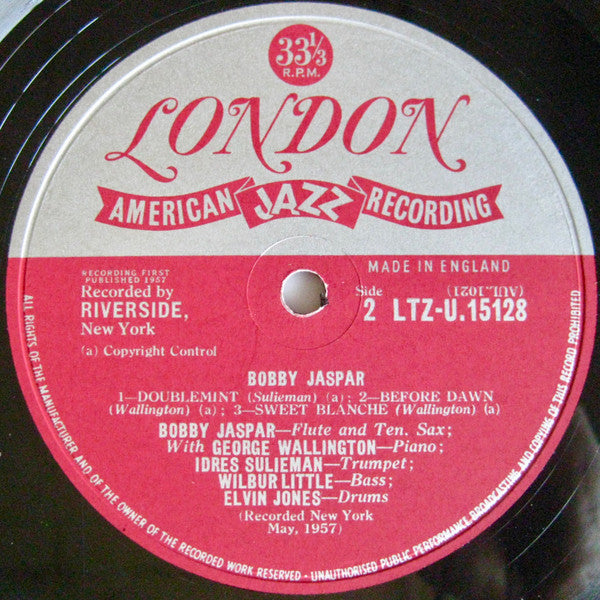 33 1/3
R.P.M.
LONDON
AMERICAN JAZZ RECORDING
RECORDING FIRST
PUBLISHED 1957
Recorded by
RIVERSIDE,
New York
(a) Copyright Control
MADE IN ENGLAND
(AUL.1021)
Side
2 LTZ-U.15128
BOBBY JASPAR
1—DOUBLEMINT (Sulieman) (a); 2—BEFORE DAWN
(Wallington) (a); 3—SWEET BLANCHE (Wallington) (a)
BOBBY JASPAR—Flute and Ten. Sax;
With GEORGE WALLINGTON—Piano;
IDRES SULIEMAN—Trumpet;
WILBUR LITTLE—Bass;
ELVIN JONES—Drums
(Recorded New York
May, 1957)
ALL RIGHTS OF THE MANUFACTURER AND OF THE OWNER OF THE RECORDED WORK RESERVED - UNAUTHORISED PUBLIC PERFORMANCE BROADCASTING AND COPYING OF THIS RECORD PROHIBITED